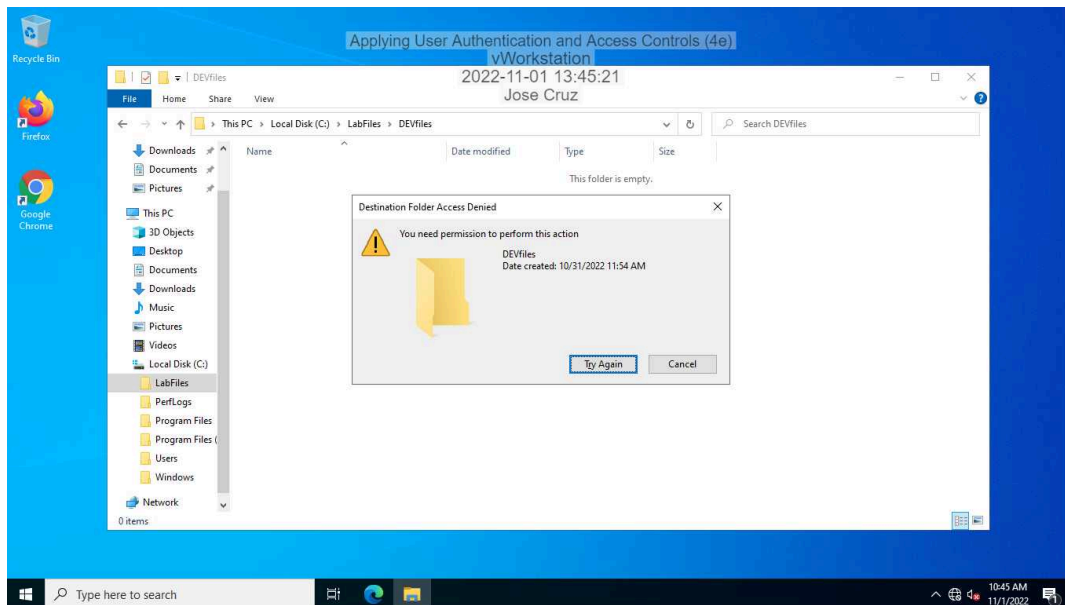 Recycle Bin
Applying User Authentication and Access Controls (4e)
vWorkstation
2022-11-01 13:45:21
Jose Cruz
DEVfiles
File Home Share View
This PC > Local Disk (C:) > LabFiles > DEVfiles
Search DEVfiles
Firefox
Google
Chrome
Downloads
Documents
Pictures
This PC
3D Objects
Desktop
Documents
Downloads
Music
Pictures
Videos
Local Disk (C:)
LabFiles
PerfLogs
Program Files
Program Files (
Users
Windows
Network
Name Date modified Type Size
This folder is empty.
Destination Folder Access Denied
You need permission to perform this action
DEVfiles
Date created: 10/31/2022 11:54 AM
Try Again Cancel
0 items
Type here to search
10:45 AM
11/1/2022
1